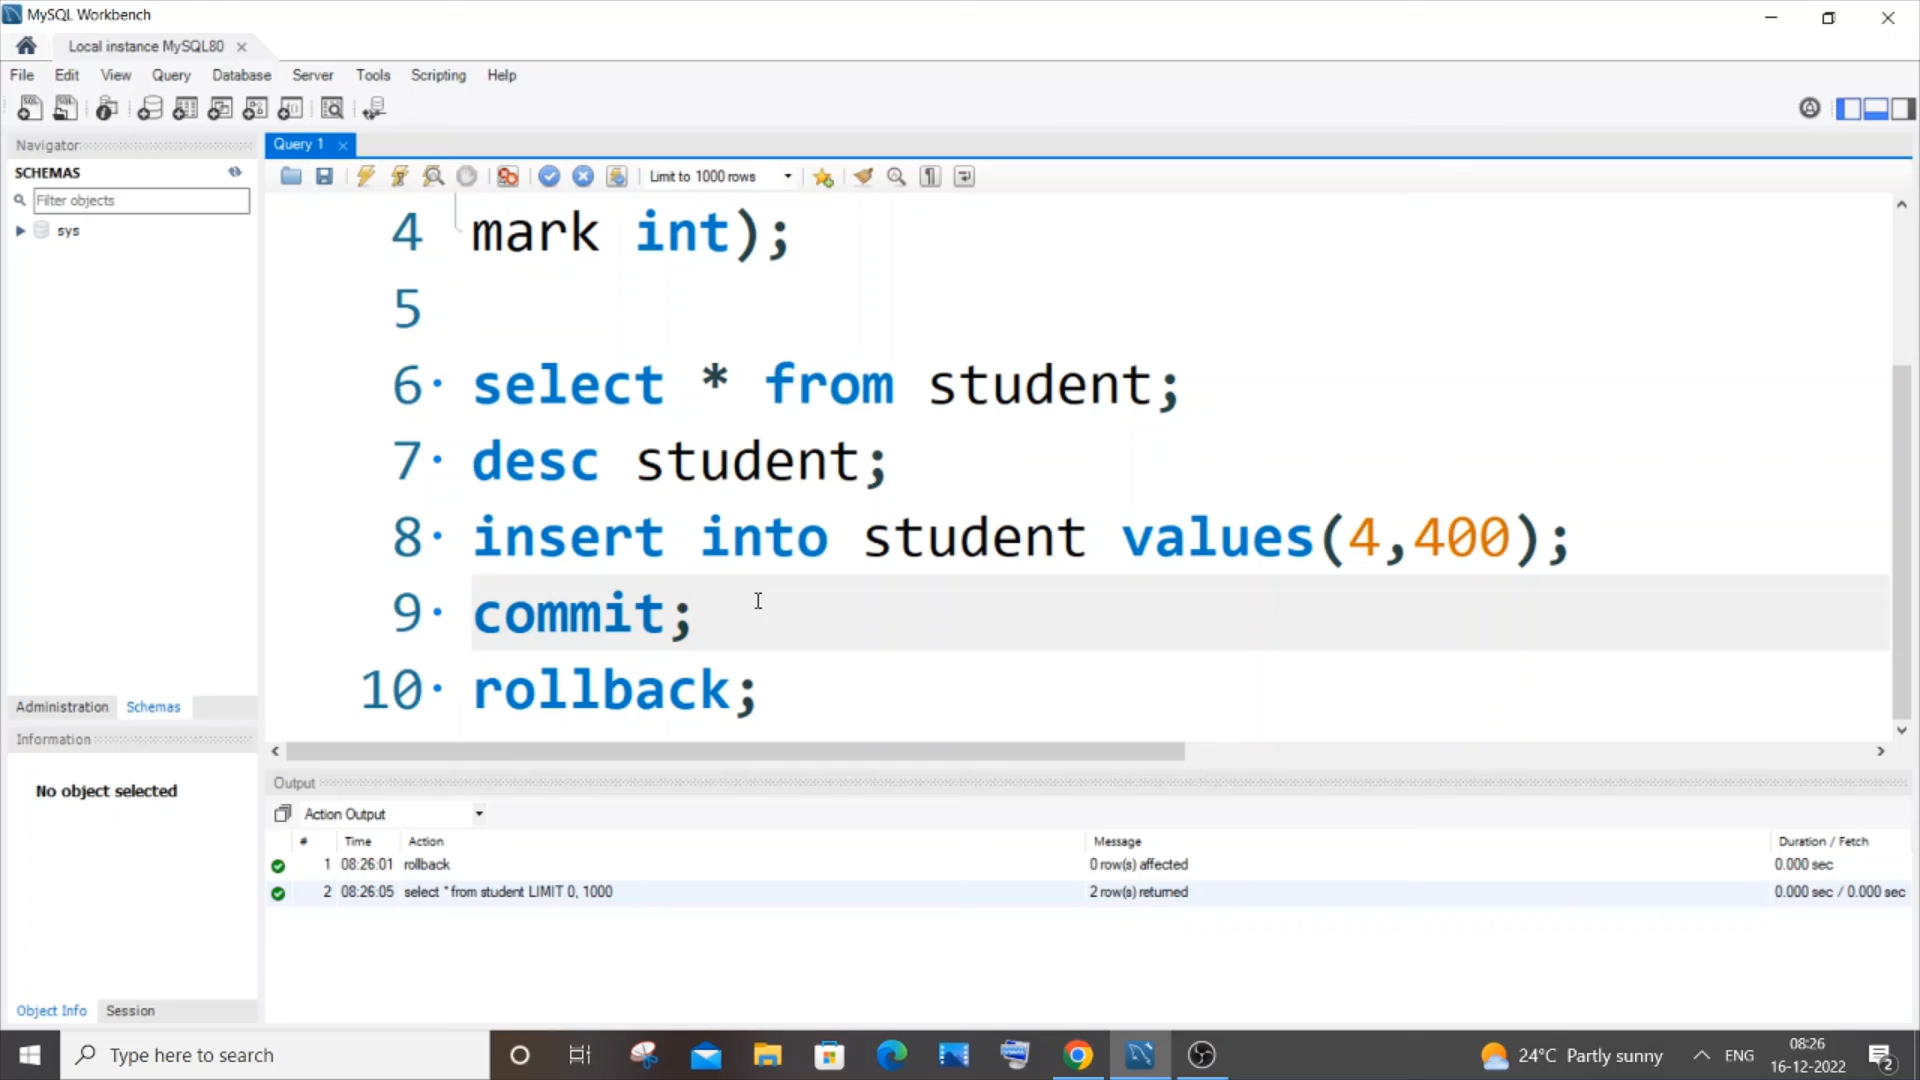 MySQL Workbench
Local instance MySQL80
File Edit View Query Database Server Tools Scripting Help
Navigator
SCHEMAS
Filter objects
sys
Administration Schemas
Information
No object selected
Object Info Session
Query 1
Limit to 1000 rows
4 mark int);
5
6 select * from student;
7 desc student;
8 insert into student values(4,400);
9 commit;
10 rollback;
Output
Action Output
# Time Action Message Duration / Fetch
1 08:26:01 rollback 0 row(s) affected 0.000 sec
2 08:26:05 select * from student LIMIT 0, 1000 2 row(s) returned 0.000 sec / 0.000 sec
Type here to search
24°C Partly sunny
ENG
08:26
16-12-2022
2